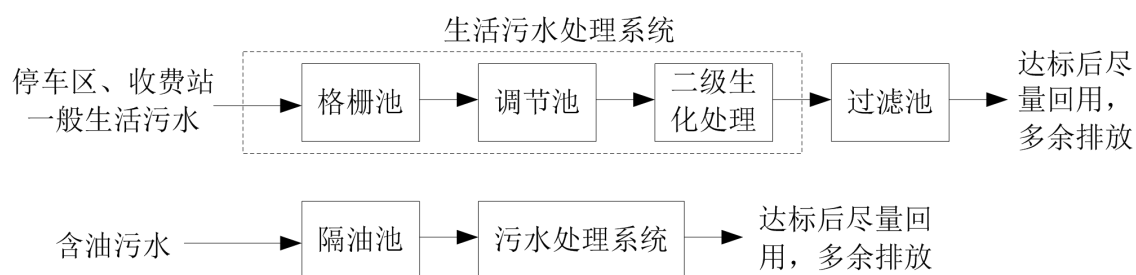 生活污水处理系统
停车区、收费站
一般生活污水
格栅池
调节池
二级生
化处理
过滤池
达标后尽
量回用，
多余排放
含油污水
隔油池
污水处理系统
达标后尽量回
用，多余排放